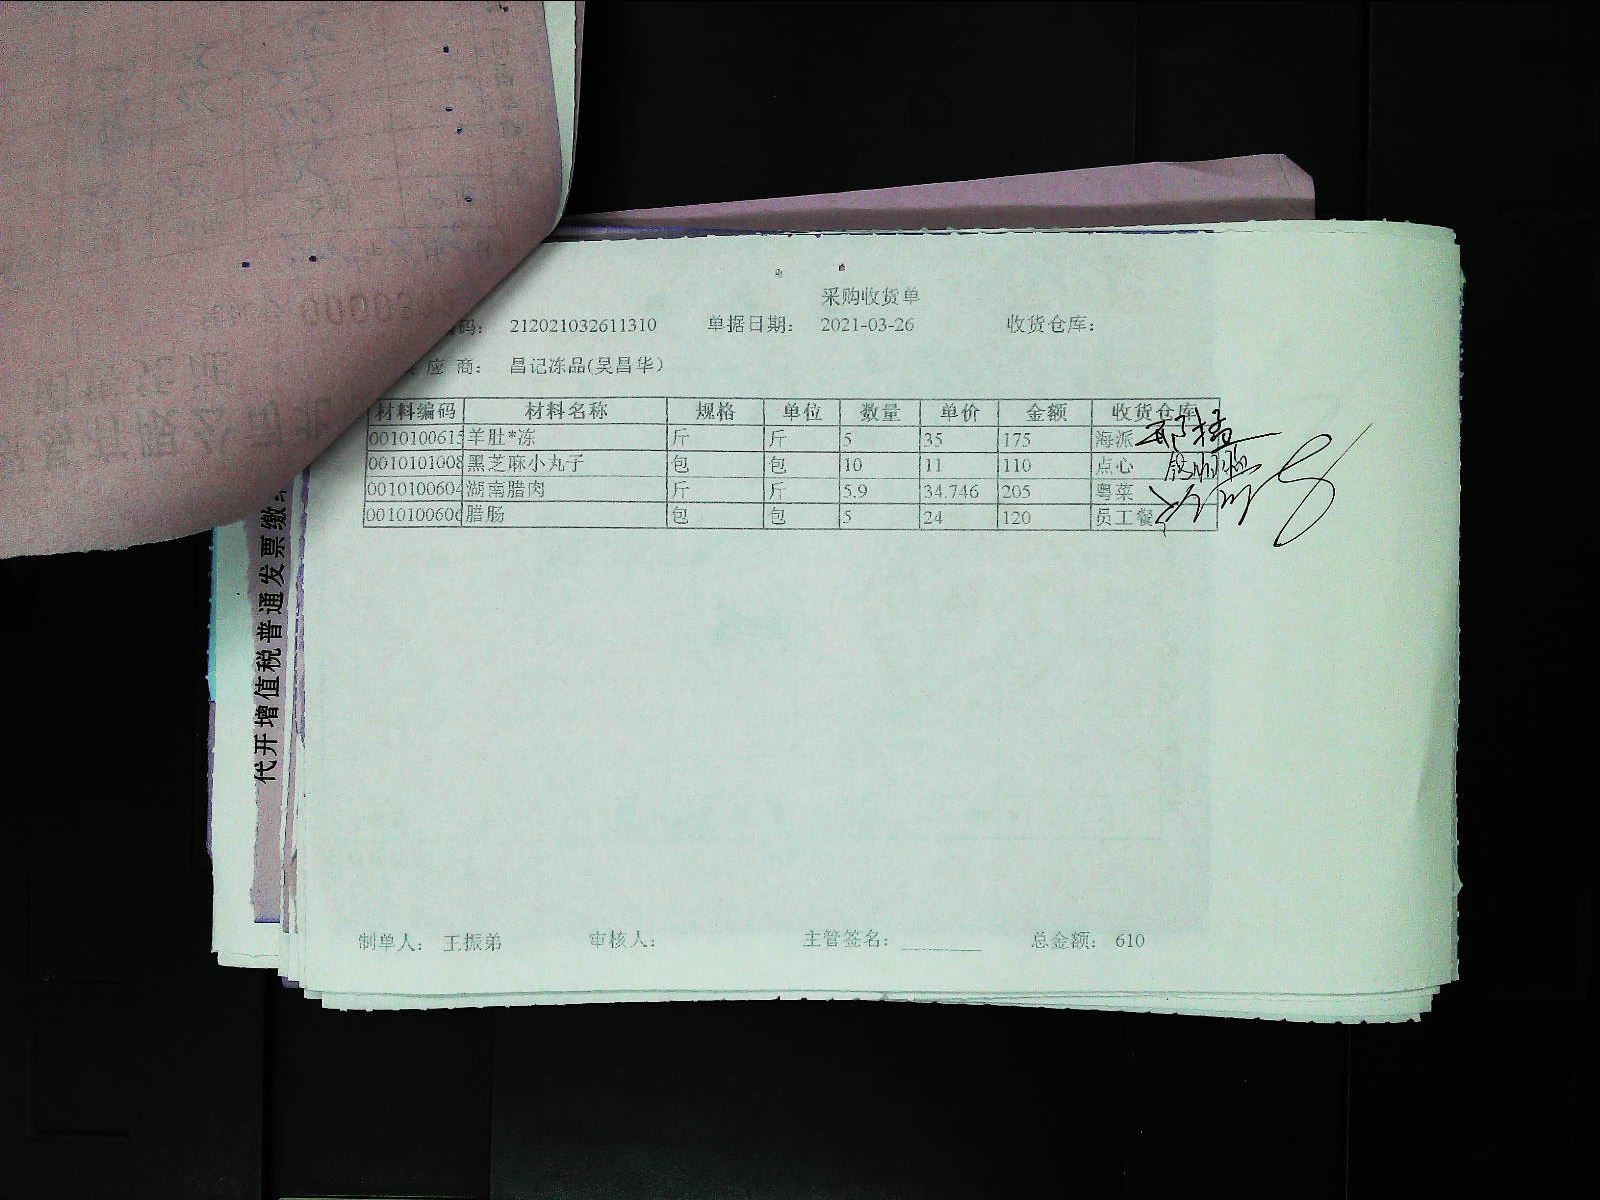 采购收货单
码： 212021032611310 单据日期： 2021-03-26 收货仓库：
应 商： 昌记冻品(吴昌华)
材料编码 材料名称 规格 单位 数量 单价 金额 收货仓库
0010100615 羊肚*冻 斤 斤 5 35 175 海派
0010101008 黑芝麻小丸子 包 包 10 11 110 点心
0010100604 湖南腊肉 斤 斤 5.9 34.746 205 粤菜
0010100606 腊肠 包 包 5 24 120 员工餐
制单人： 王振弟 审核人： 主管签名： 总金额： 610
代开增值税普通发票缴